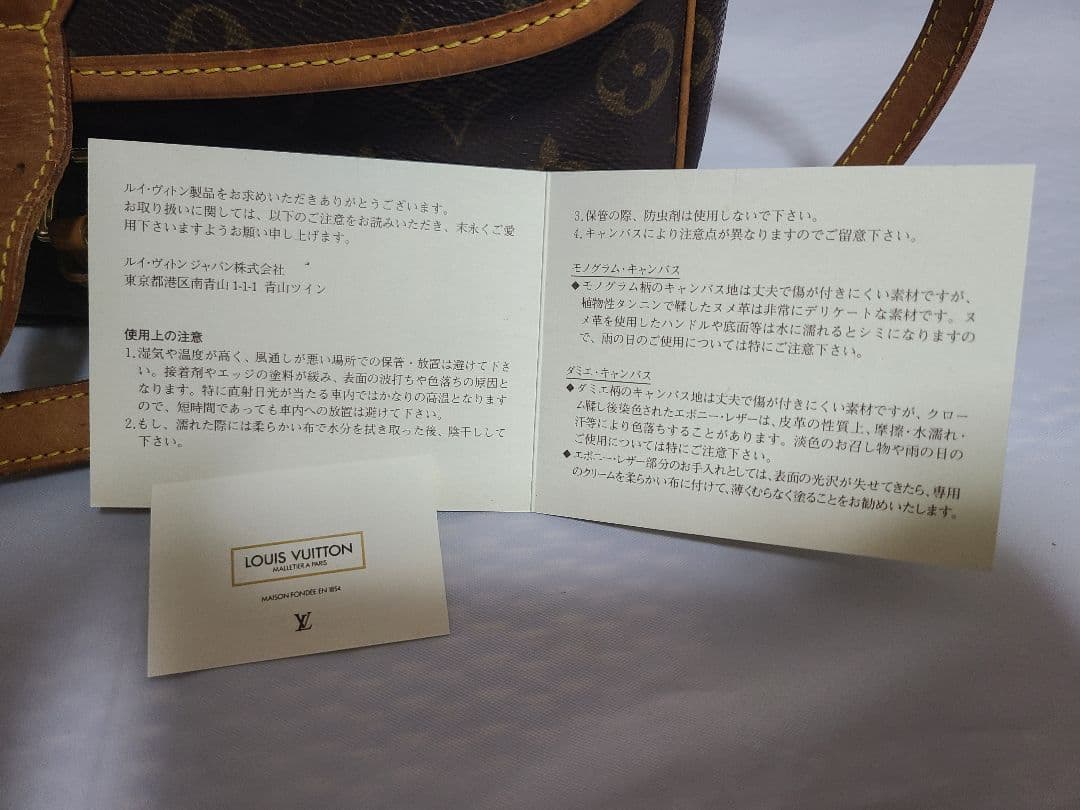 ルイ・ヴィトン製品をお求めいただきありがとうございます。
お取り扱いに関しては、以下のご注意をお読みいただき、末永くご愛
用下さいますようお願い申し上げます。
ルイ・ヴィトン ジャパン株式会社
東京都港区南青山 1-1-1 青山ツイン
使用上の注意
1.湿気や温度が高く、風通しが悪い場所での保管・放置は避けて下さ
い。接着剤やエッジの塗料が緩み、表面の波打ちや色落ちの原因と
なります。特に直射日光が当たる車内ではかなりの高温となります
ので、短時間であっても車内への放置は避けて下さい。
2.もし、濡れた際には柔らかい布で水分を拭き取った後、陰干しして
下さい。
3.保管の際、防虫剤は使用しないで下さい。
4.キャンバスにより注意点が異なりますのでご留意下さい。
モノグラム・キャンバス
◆モノグラム柄のキャンバス地は丈夫で傷が付きにくい素材ですが、
植物性タンニンで鞣したヌメ革は非常にデリケートな素材です。ヌ
メ革を使用したハンドルや底面等は水に濡れるとシミになりますの
で、雨の日のご使用については特にご注意下さい。
ダミエ・キャンバス
◆ダミエ柄のキャンバス地は丈夫で傷が付きにくい素材ですが、クロー
ム鞣し後染色されたエボニー・レザーは、皮革の性質上、摩擦・水濡れ・
汗等により色落ちすることがあります。淡色のお召し物や雨の日の
ご使用については特にご注意下さい。
◆エボニー・レザー部分のお手入れとしては、表面の光沢が失せてきたら、専用
のクリームを柔らかい布に付けて、薄くむらなく塗ることをお勧めいたします。
LOUIS VUITTON
MALLETIER A PARIS
MAISON FONDÉE EN 1854
LV